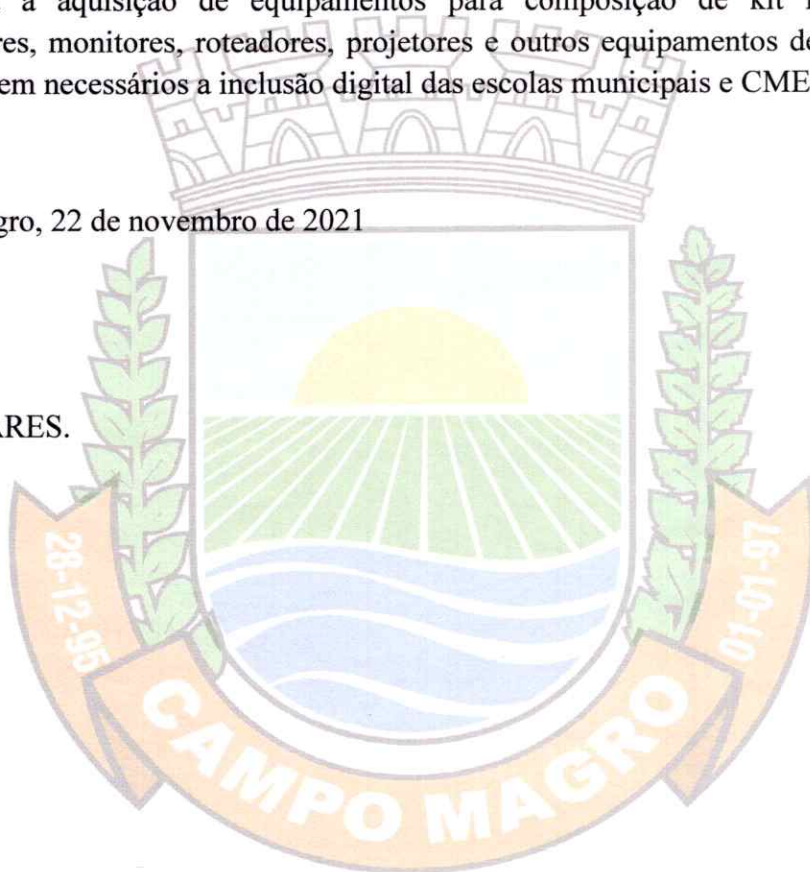 a aquisição de equipamentos para composição de kit
res, monitores, roteadores, projetores e outros equipamentos de
em necessários a inclusão digital das escolas municipais e CME
gro, 22 de novembro de 2021
ARES.
28-12-95
01-01-97
CAMPO MAGRO